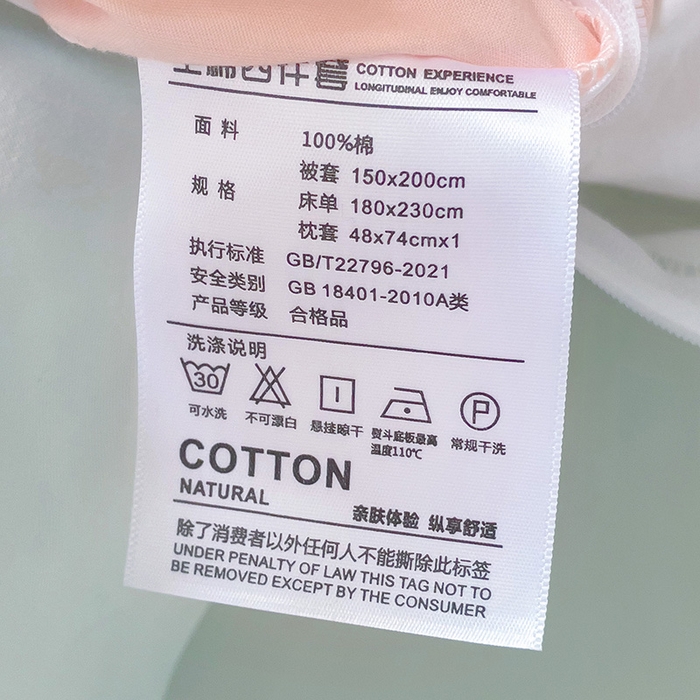 全棉四件套 COTTON EXPERIENCE
LONGITUDINAL ENJOY COMFORTABLE
面料 100%棉
规格 被套 150x200cm
床单 180x230cm
枕套 48x74cmx1
执行标准 GB/T22796-2021
安全类别 GB 18401-2010A类
产品等级 合格品
洗涤说明
30 P
可水洗 不可漂白 悬挂晾干 熨斗底板最高温度110℃ 常规干洗
COTTON
NATURAL
亲肤体验 纵享舒适
除了消费者以外任何人不能撕除此标签
UNDER PENALTY OF LAW THIS TAG NOT TO
BE REMOVED EXCEPT BY THE CONSUMER